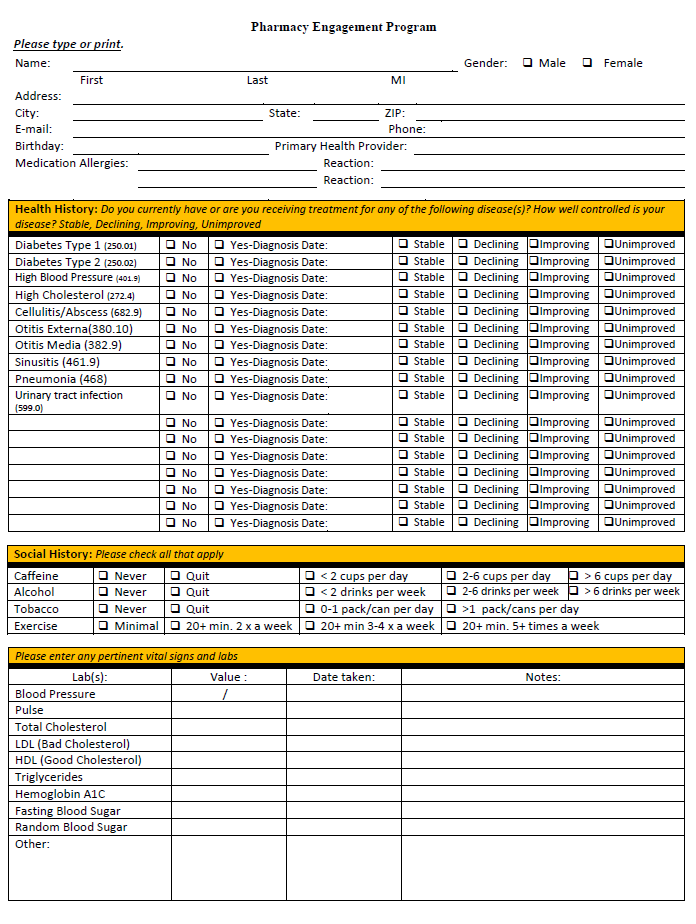 Pharmacy Engagement Program
Please type or print.
Name: Gender: ❑ Male ❑ Female
First Last MI
Address:
City: State: ZIP:
E-mail: Phone:
Birthday: Primary Health Provider:
Medication Allergies: Reaction:
Reaction:
Health History: Do you currently have or are you receiving treatment for any of the following disease(s)? How well controlled is your
disease? Stable, Declining, Improving, Unimproved
Diabetes Type 1 (250.01) ❑ No ❑ Yes-Diagnosis Date: ❑ Stable ❑ Declining ❑Improving ❑Unimproved
Diabetes Type 2 (250.02) ❑ No ❑ Yes-Diagnosis Date: ❑ Stable ❑ Declining ❑Improving ❑Unimproved
High Blood Pressure (401.9) ❑ No ❑ Yes-Diagnosis Date: ❑ Stable ❑ Declining ❑Improving ❑Unimproved
High Cholesterol (272.4) ❑ No ❑ Yes-Diagnosis Date: ❑ Stable ❑ Declining ❑Improving ❑Unimproved
Cellulitis/Abscess (682.9) ❑ No ❑ Yes-Diagnosis Date: ❑ Stable ❑ Declining ❑Improving ❑Unimproved
Otitis Externa(380.10) ❑ No ❑ Yes-Diagnosis Date: ❑ Stable ❑ Declining ❑Improving ❑Unimproved
Otitis Media (382.9) ❑ No ❑ Yes-Diagnosis Date: ❑ Stable ❑ Declining ❑Improving ❑Unimproved
Sinusitis (461.9) ❑ No ❑ Yes-Diagnosis Date: ❑ Stable ❑ Declining ❑Improving ❑Unimproved
Pneumonia (468) ❑ No ❑ Yes-Diagnosis Date: ❑ Stable ❑ Declining ❑Improving ❑Unimproved
Urinary tract infection ❑ No ❑ Yes-Diagnosis Date: ❑ Stable ❑ Declining ❑Improving ❑Unimproved
(599.0)
❑ No ❑ Yes-Diagnosis Date: ❑ Stable ❑ Declining ❑Improving ❑Unimproved
❑ No ❑ Yes-Diagnosis Date: ❑ Stable ❑ Declining ❑Improving ❑Unimproved
❑ No ❑ Yes-Diagnosis Date: ❑ Stable ❑ Declining ❑Improving ❑Unimproved
❑ No ❑ Yes-Diagnosis Date: ❑ Stable ❑ Declining ❑Improving ❑Unimproved
❑ No ❑ Yes-Diagnosis Date: ❑ Stable ❑ Declining ❑Improving ❑Unimproved
❑ No ❑ Yes-Diagnosis Date: ❑ Stable ❑ Declining ❑Improving ❑Unimproved
❑ No ❑ Yes-Diagnosis Date: ❑ Stable ❑ Declining ❑Improving ❑Unimproved
Social History: Please check all that apply
Caffeine ❑ Never ❑ Quit ❑ < 2 cups per day ❑ 2-6 cups per day ❑ > 6 cups per day
Alcohol ❑ Never ❑ Quit ❑ < 2 drinks per week ❑ 2-6 drinks per week ❑ > 6 drinks per week
Tobacco ❑ Never ❑ Quit ❑ 0-1 pack/can per day ❑ >1 pack/cans per day
Exercise ❑ Minimal ❑ 20+ min. 2 x a week ❑ 20+ min 3-4 x a week ❑ 20+ min. 5+ times a week
Please enter any pertinent vital signs and labs
Lab(s): Value : Date taken: Notes:
Blood Pressure /
Pulse
Total Cholesterol
LDL (Bad Cholesterol)
HDL (Good Cholesterol)
Triglycerides
Hemoglobin A1C
Fasting Blood Sugar
Random Blood Sugar
Other: